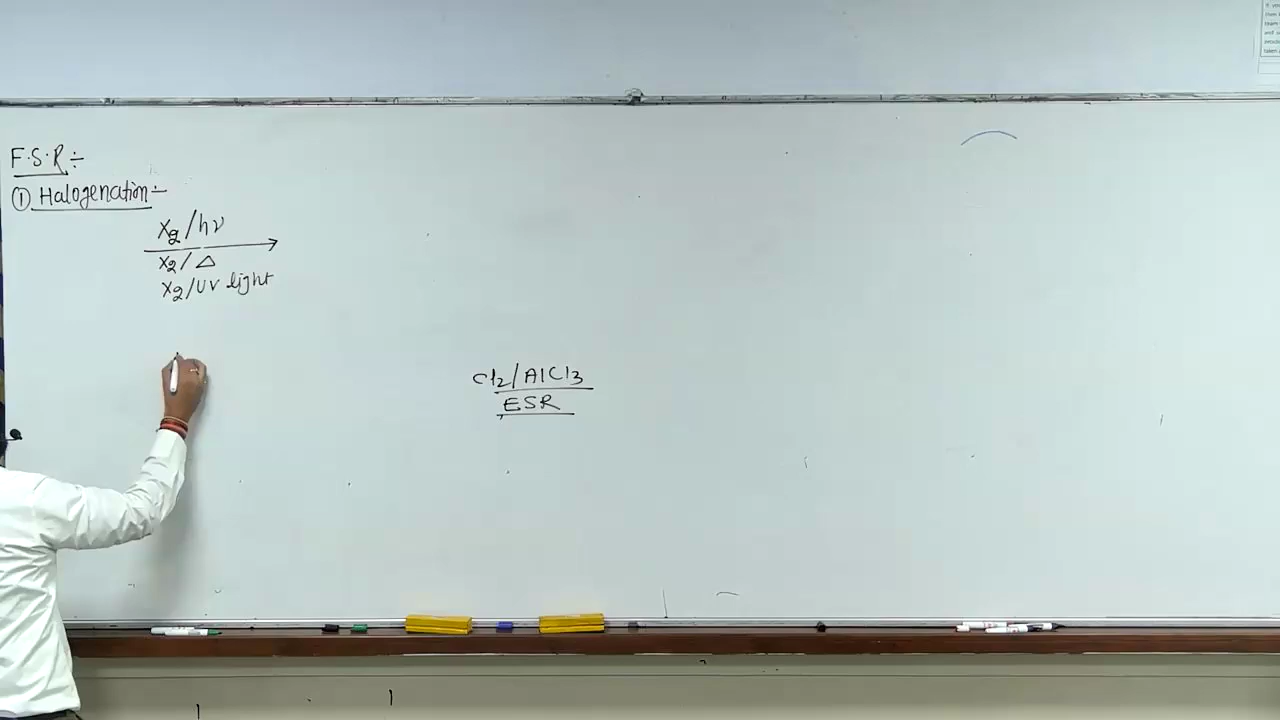 F.S.R ÷
① Halogenation ÷
X2/hν
X2/△
X2/UV light
Cl2/AlCl3
ESR